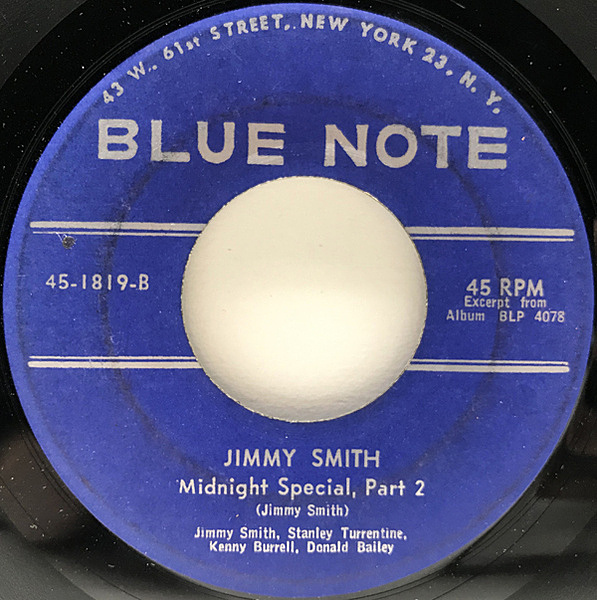 43 W. 61st STREET, NEW YORK 23, N. Y.
BLUE NOTE
45-1819-B
45 RPM
Excerpt from
Album BLP 4078
JIMMY SMITH
Midnight Special, Part 2
(Jimmy Smith)
Jimmy Smith, Stanley Turrentine,
Kenny Burrell, Donald Bailey